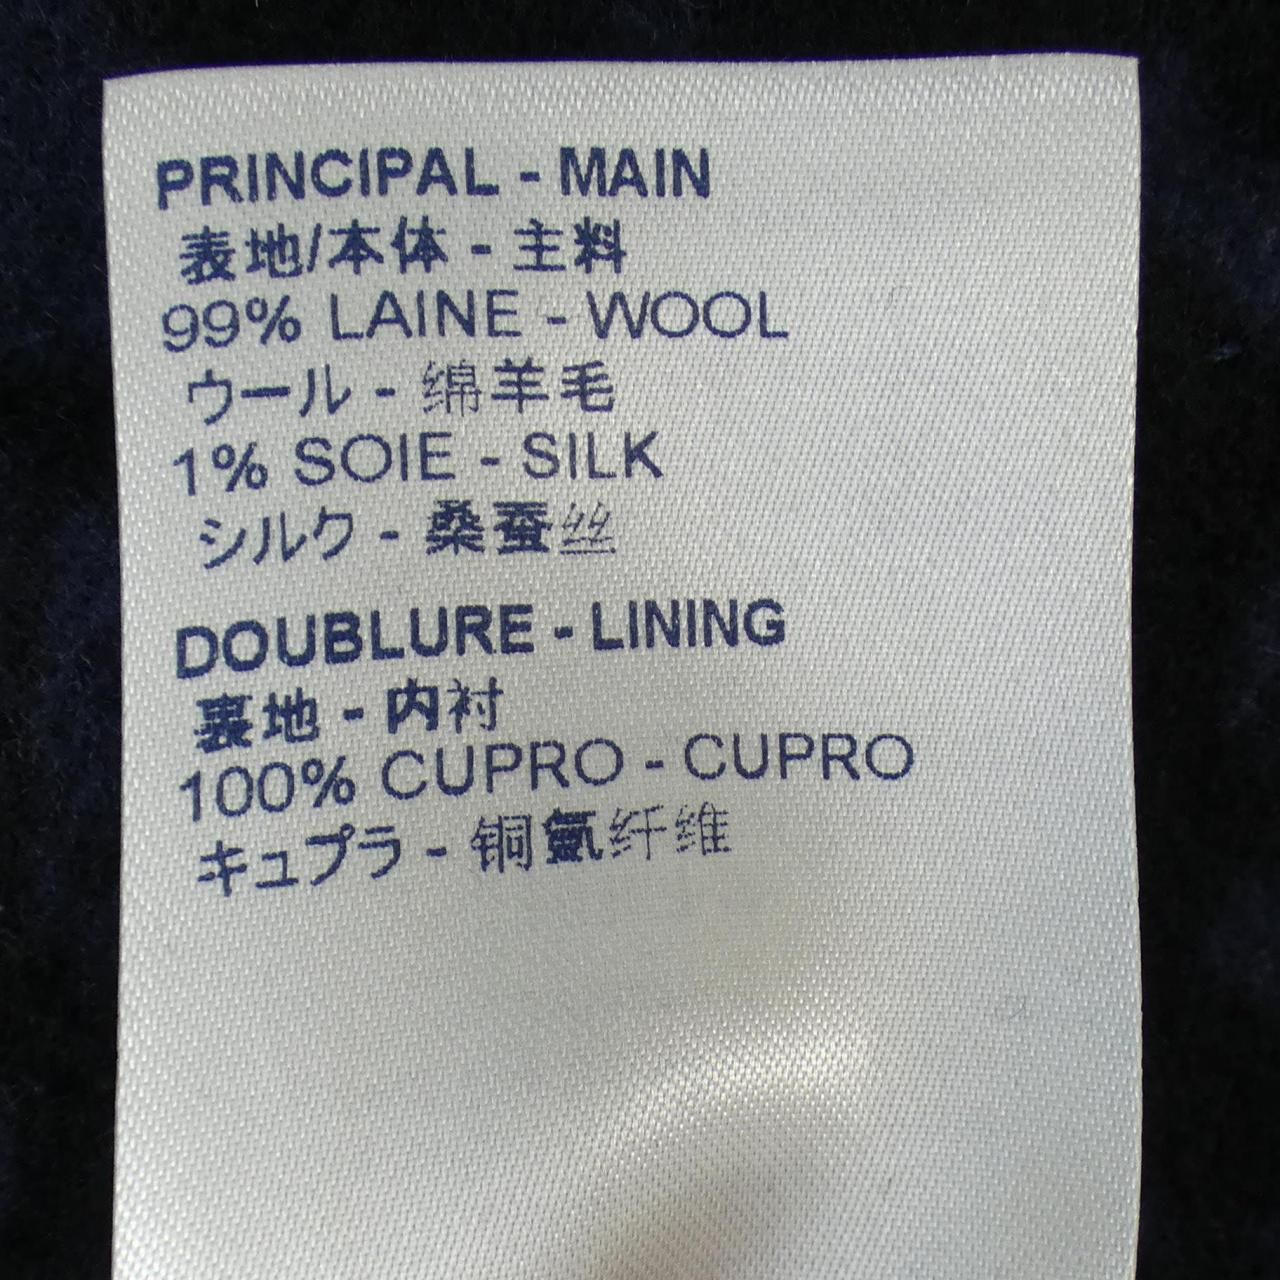 PRINCIPAL - MAIN
表地/本体 - 主料
99% LAINE - WOOL
ウール - 绵羊毛
1% SOIE - SILK
シルク - 桑蚕丝
DOUBLURE - LINING
裏地 - 内衬
100% CUPRO - CUPRO
キュプラ - 铜氨纤维